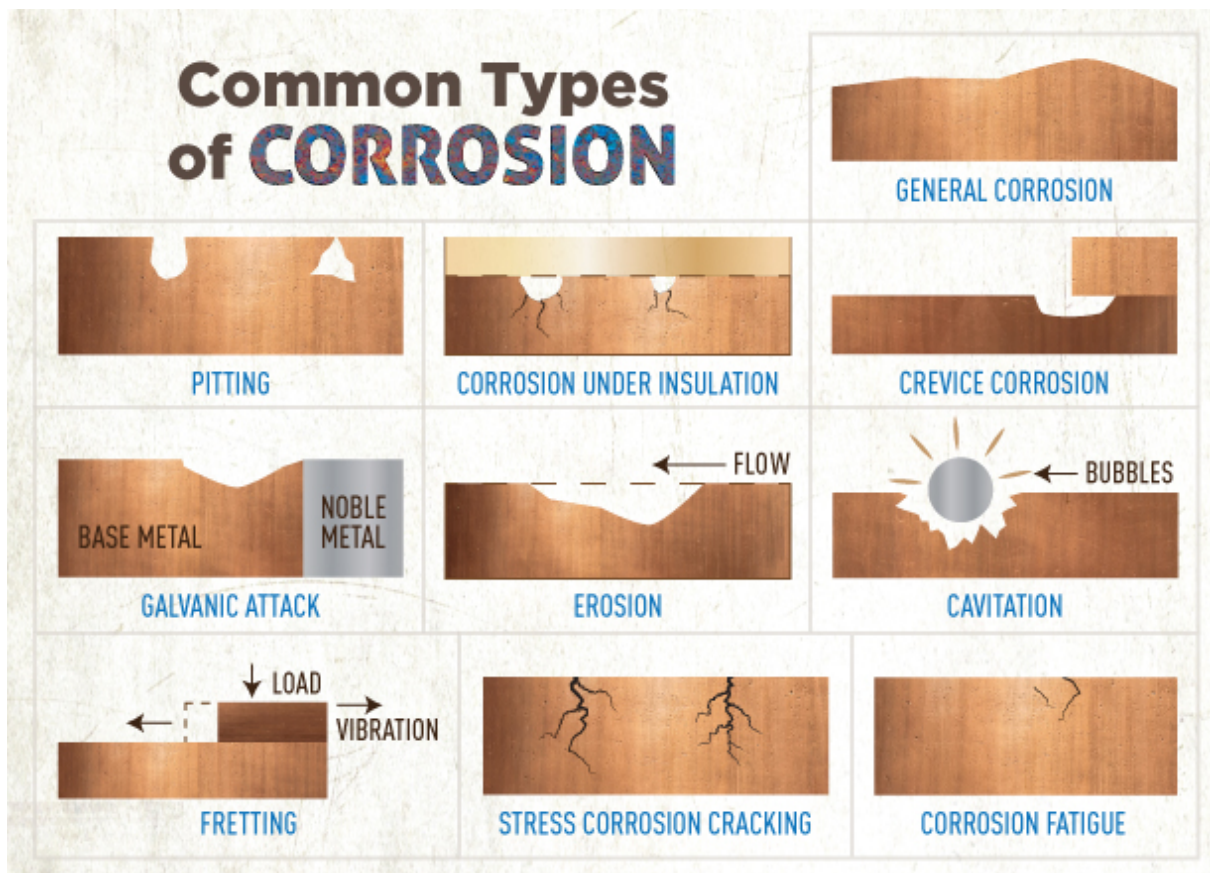 Common Types
of CORROSION
GENERAL CORROSION
PITTING
CORROSION UNDER INSULATION
CREVICE CORROSION
BASE METAL
NOBLE
METAL
GALVANIC ATTACK
FLOW
EROSION
BUBBLES
CAVITATION
LOAD
VIBRATION
FRETTING
STRESS CORROSION CRACKING
CORROSION FATIGUE